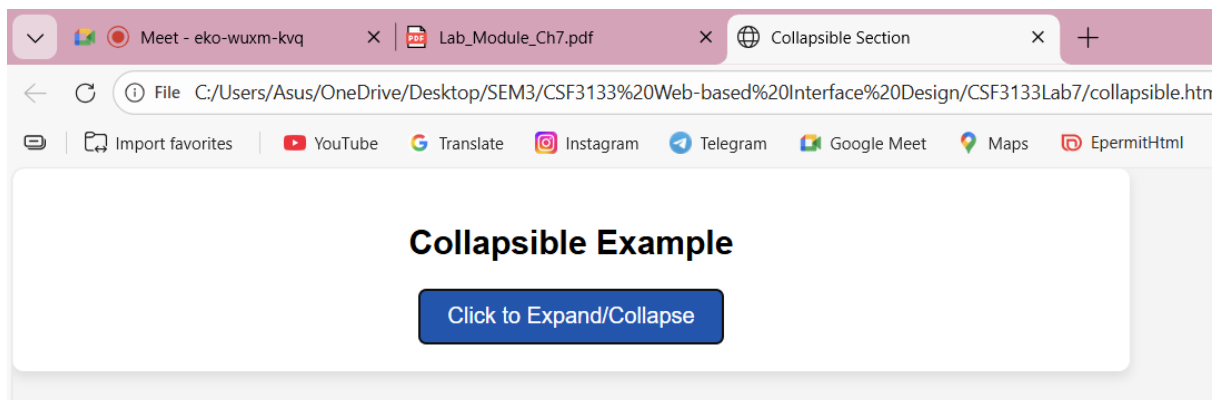 Meet - eko-wuxm-kvq Lab_Module_Ch7.pdf Collapsible Section
File C:/Users/Asus/OneDrive/Desktop/SEM3/CSF3133%20Web-based%20Interface%20Design/CSF3133Lab7/collapsible.htm
Import favorites YouTube Translate Instagram Telegram Google Meet Maps EpermitHtml
Collapsible Example
Click to Expand/Collapse